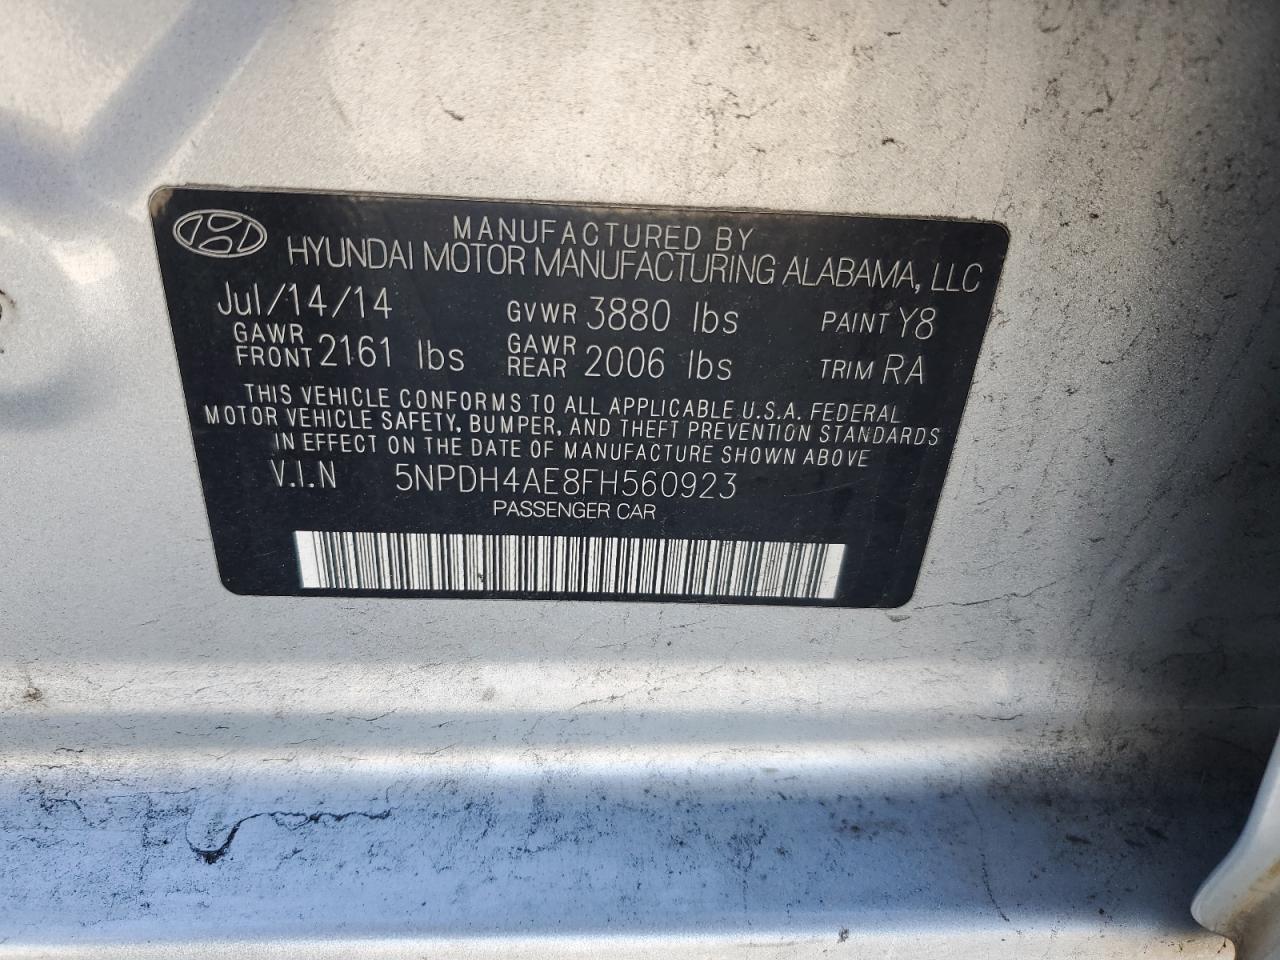 MANUFACTURED BY
HYUNDAI MOTOR MANUFACTURING ALABAMA, LLC
Jul/14/14 GVWR 3880 lbs PAINT Y8
GAWR FRONT 2161 lbs GAWR REAR 2006 lbs TRIM RA
THIS VEHICLE CONFORMS TO ALL APPLICABLE U.S.A. FEDERAL
MOTOR VEHICLE SAFETY, BUMPER, AND THEFT PREVENTION STANDARDS
IN EFFECT ON THE DATE OF MANUFACTURE SHOWN ABOVE
V.I.N 5NPDH4AE8FH560923
PASSENGER CAR